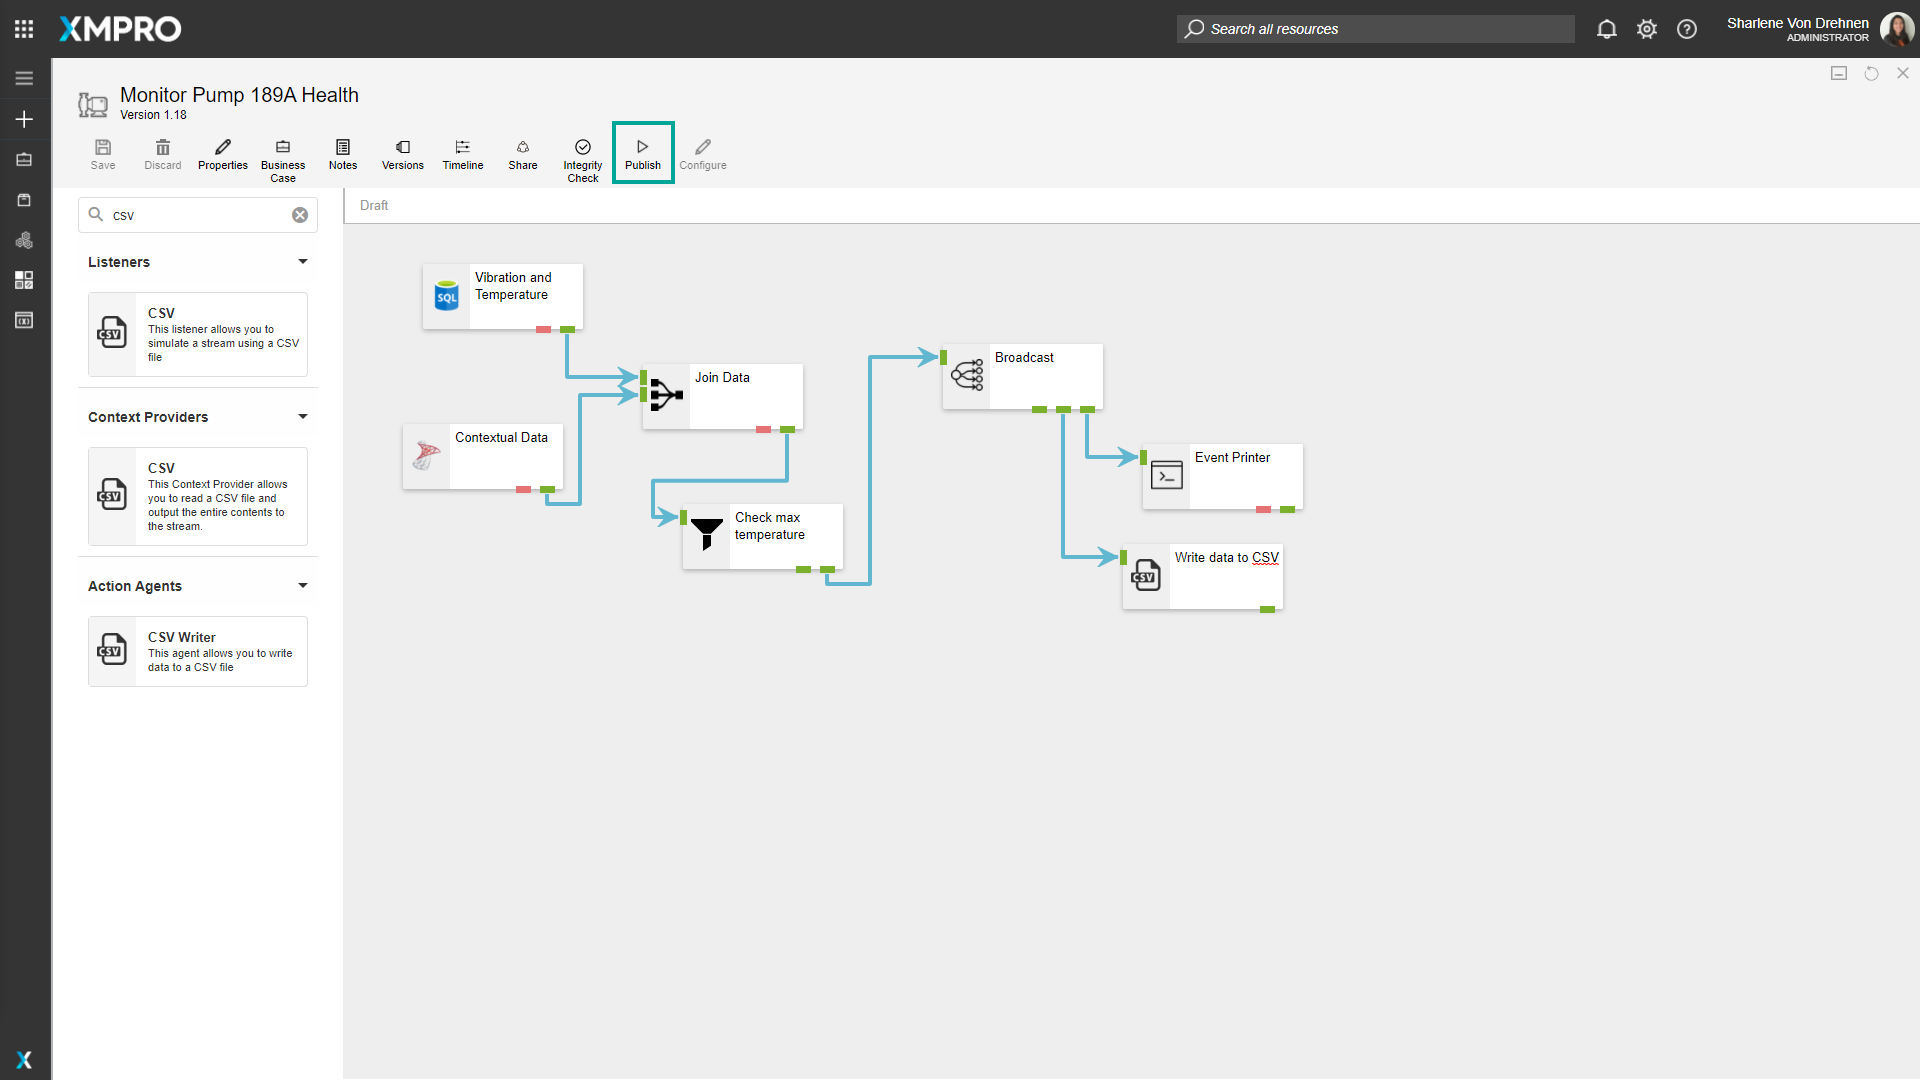 XMPRO
Search all resources
Sharlene Von Drehnen
ADMINISTRATOR
Monitor Pump 189A Health
Version 1.18
Save
Discard
Properties
Business
Case
Notes
Versions
Timeline
Share
Integrity
Check
Publish
Configure
csv
Draft
Listeners
CSV
CSV
This listener allows you to
simulate a stream using a CSV
file
Context Providers
CSV
CSV
This Context Provider allows
you to read a CSV file and
output the entire contents to
the stream.
Action Agents
CSV
CSV Writer
This agent allows you to write
data to a CSV file
SQL
Vibration and
Temperature
Join Data
Contextual Data
Check max
temperature
Broadcast
Event Printer
CSV
Write data to CSV